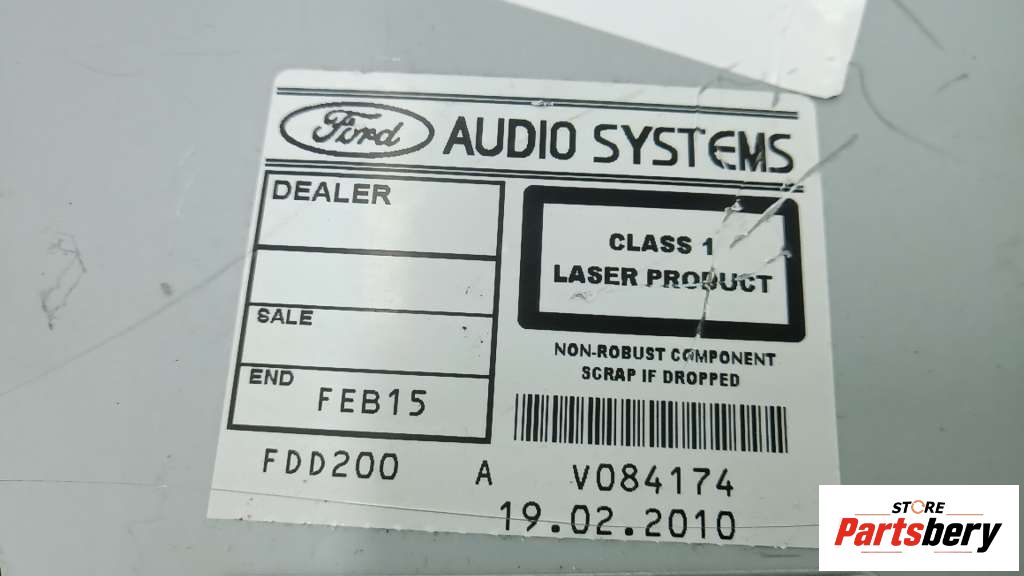 Ford AUDIO SYSTEMS
DEALER
SALE
END FEB15
CLASS 1
LASER PRODUCT
NON-ROBUST COMPONENT
SCRAP IF DROPPED
FDD200 A V084174
19.02.2010
STORE
Partsbery